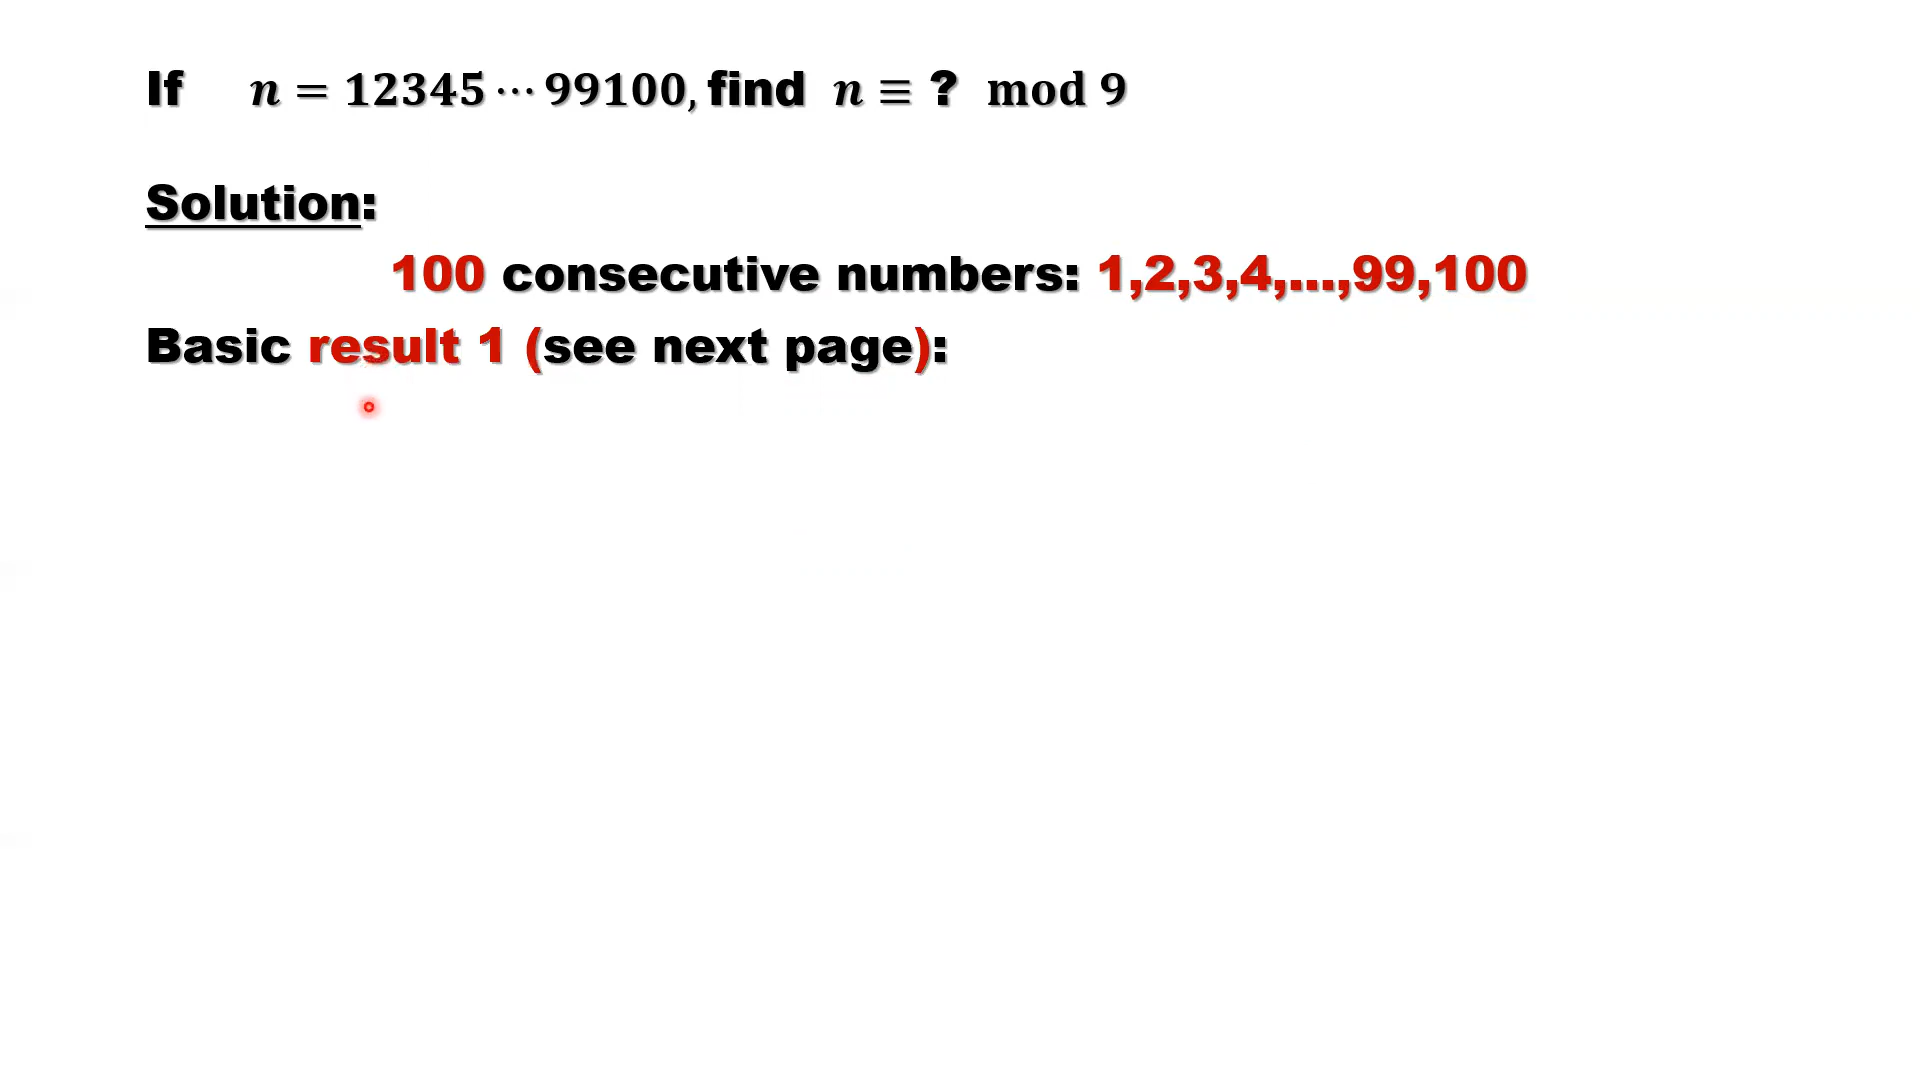 If n = 12345 ⋯ 99100, find n ≡ ? mod 9
Solution:
100 consecutive numbers: 1,2,3,4,...,99,100
Basic result 1 (see next page):